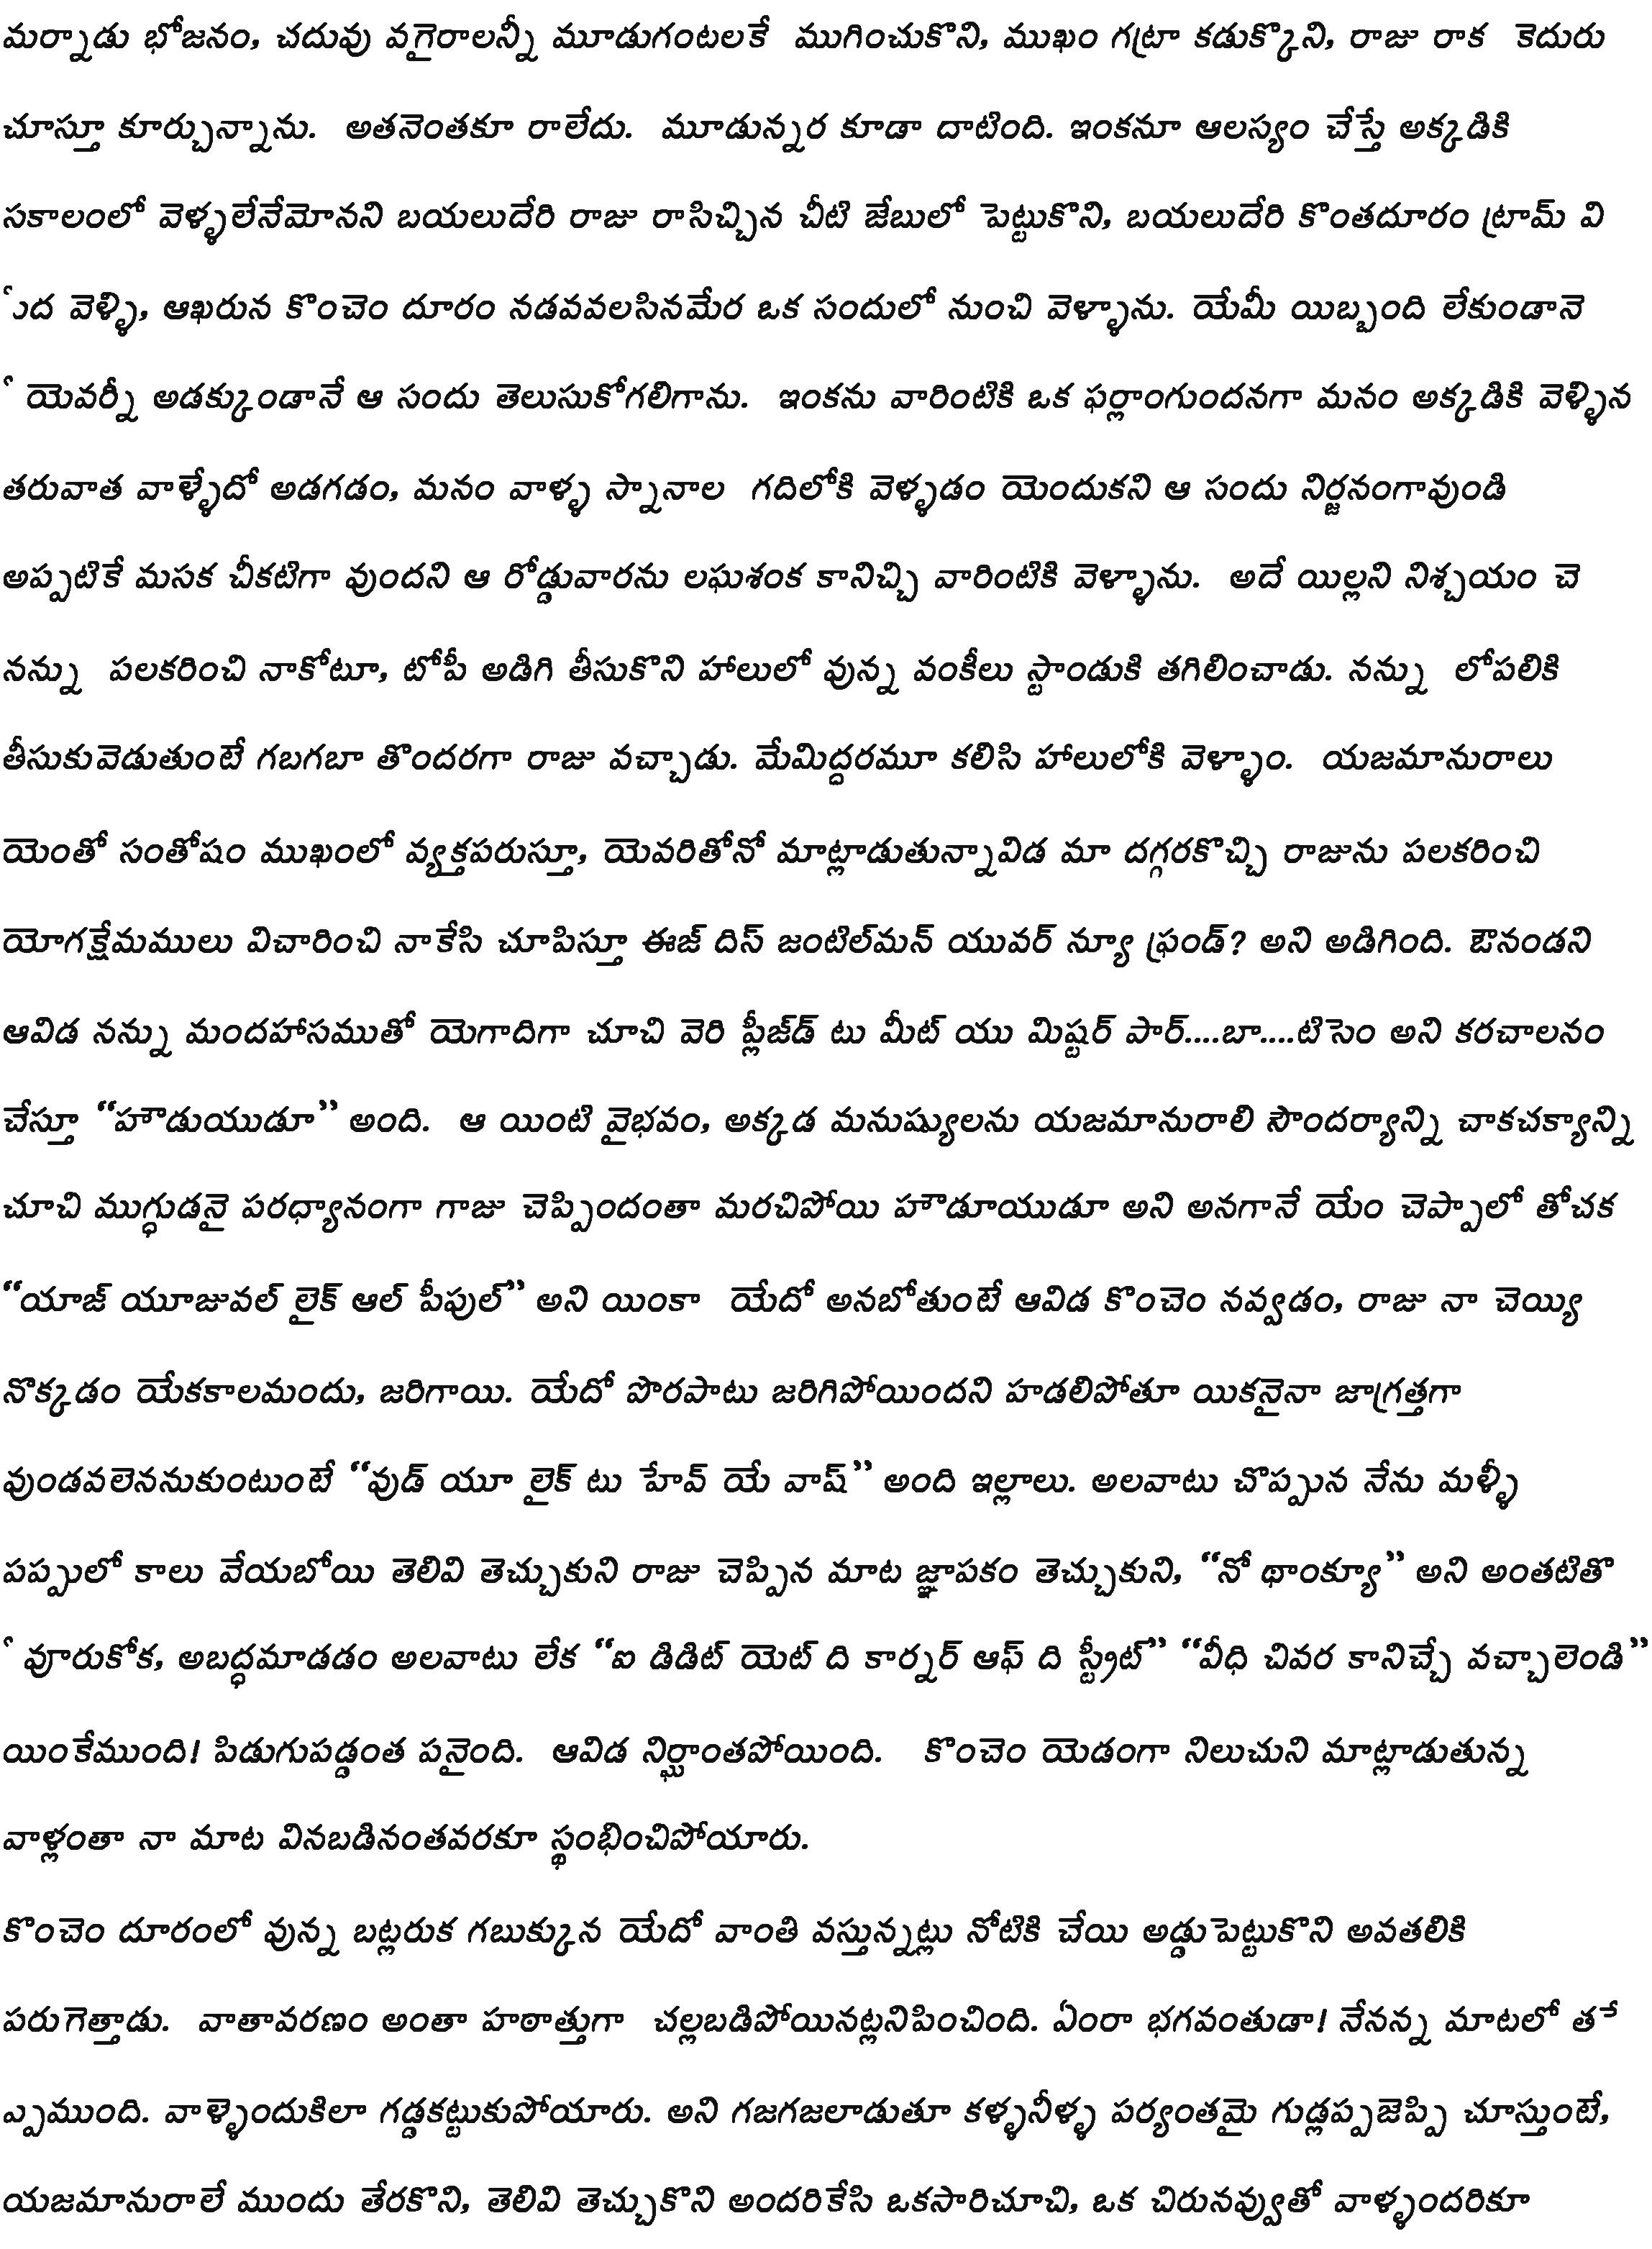 మర్నాడు భోజనం, చదువు వగైరాలన్నీ మూడుగంటలకే ముగించుకొని, ముఖం గట్రా కడుక్కొని, రాజు రాక కెదురు
చూస్తూ కూర్చున్నాను. అతనెంతకూ రాలేదు. మూడున్నర కూడా దాటింది. ఇంకనూ ఆలస్యం చేస్తే అక్కడికి
సకాలంలో వెళ్ళలేనేమోనని బయలుదేరి రాజు రాసిచ్చిన చీటి జేబులో పెట్టుకొని, బయలుదేరి కొంతదూరం ట్రామ్ వి
ుద వెళ్ళి, ఆఖరున కొంచెం దూరం నడవవలసినమేర ఒక సందులో నుంచి వెళ్ళాను. యేమీ యిబ్బంది లేకుండానె
ే యెవర్నీ అడక్కుండానే ఆ సందు తెలుసుకోగలిగాను. ఇంకను వారింటికి ఒక ఫర్లాంగుందనగా మనం అక్కడికి వెళ్ళిన
తరువాత వాళ్ళేదో అడగడం, మనం వాళ్ళ స్నానాల గదిలోకి వెళ్ళడం యెందుకని ఆ సందు నిర్జనంగావుండి
అప్పటికే మసక చీకటిగా వుందని ఆ రోడ్డువారను లఘుశంక కానిచ్చి వారింటికి వెళ్ళాను. అదే యిల్లని నిశ్చయం చె
నన్ను పలకరించి నాకోటూ, టోపీ అడిగి తీసుకొని హాలులో వున్న వంకీలు స్టాండుకి తగిలించాడు. నన్ను లోపలికి
తీసుకువెడుతుంటే గబగబా తొందరగా రాజు వచ్చాడు. మేమిద్దరమూ కలిసి హాలులోకి వెళ్ళాం. యజమానురాలు
యెంతో సంతోషం ముఖంలో వ్యక్తపరుస్తూ, యెవరితోనో మాట్లాడుతున్నావిడ మా దగ్గరకొచ్చి రాజును పలకరించి
యోగక్షేమములు విచారించి నాకేసి చూపిస్తూ ఈజ్ దిస్ జంటిల్‌మన్ యువర్ న్యూ ఫ్రండ్? అని అడిగింది. ఔనండని
ఆవిడ నన్ను మందహాసముతో యెగాదిగా చూచి వెరి ప్లీజ్‌డ్ టు మీట్ యు మిష్టర్ పార్....బా....టిసెం అని కరచాలనం
చేస్తూ “హౌడుయుడూ” అంది. ఆ యింటి వైభవం, అక్కడ మనుష్యులను యజమానురాలి సౌందర్యాన్ని చాకచక్యాన్ని
చూచి ముగ్ధుడనై పరధ్యానంగా గాజు చెప్పిందంతా మరచిపోయి హౌడూయుడూ అని అనగానే యేం చెప్పాలో తోచక
“యాజ్ యూజువల్ లైక్ ఆల్ పీపుల్” అని యింకా యేదో అనబోతుంటే ఆవిడ కొంచెం నవ్వడం, రాజు నా చెయ్యి
నొక్కడం యేకకాలమందు, జరిగాయి. యేదో పొరపాటు జరిగిపోయిందని హడలిపోతూ యికనైనా జాగ్రత్తగా
వుండవలెననుకుంటుంటే “వుడ్ యూ లైక్ టు హేవ్ యే వాష్” అంది ఇల్లాలు. అలవాటు చొప్పున నేను మళ్ళీ
పప్పులో కాలు వేయబోయి తెలివి తెచ్చుకుని రాజు చెప్పిన మాట జ్ఞాపకం తెచ్చుకుని, “నో థాంక్యూ” అని అంతటితొ
ే వూరుకోక, అబద్ధమాడడం అలవాటు లేక “ఐ డిడిట్ యెట్ ది కార్నర్ ఆఫ్ ది స్ట్రీట్” “వీధి చివర కానిచ్చే వచ్చాలెండి”
యింకేముంది! పిడుగుపడ్డంత పనైంది. ఆవిడ నిర్ఘాంతపోయింది. కొంచెం యెడంగా నిలుచుని మాట్లాడుతున్న
వాళ్లంతా నా మాట వినబడినంతవరకూ స్థంభించిపోయారు.
కొంచెం దూరంలో వున్న బట్లరుక గబుక్కున యేదో వాంతి వస్తున్నట్లు నోటికి చేయి అడ్డుపెట్టుకొని అవతలికి
పరుగెత్తాడు. వాతావరణం అంతా హఠాత్తుగా చల్లబడిపోయినట్లనిపించింది. ఏంరా భగవంతుడా! నేనన్న మాటలో త ే
ప్పముంది. వాళ్ళెందుకిలా గడ్డకట్టుకుపోయారు. అని గజగజలాడుతూ కళ్ళనీళ్ళ పర్యంతమై గుడ్లప్పజెప్పి చూస్తుంటే,
యజమానురాలే ముందు తేరకొని, తెలివి తెచ్చుకొని అందరికేసి ఒకసారిచూచి, ఒక చిరునవ్వుతో వాళ్ళందరికూ